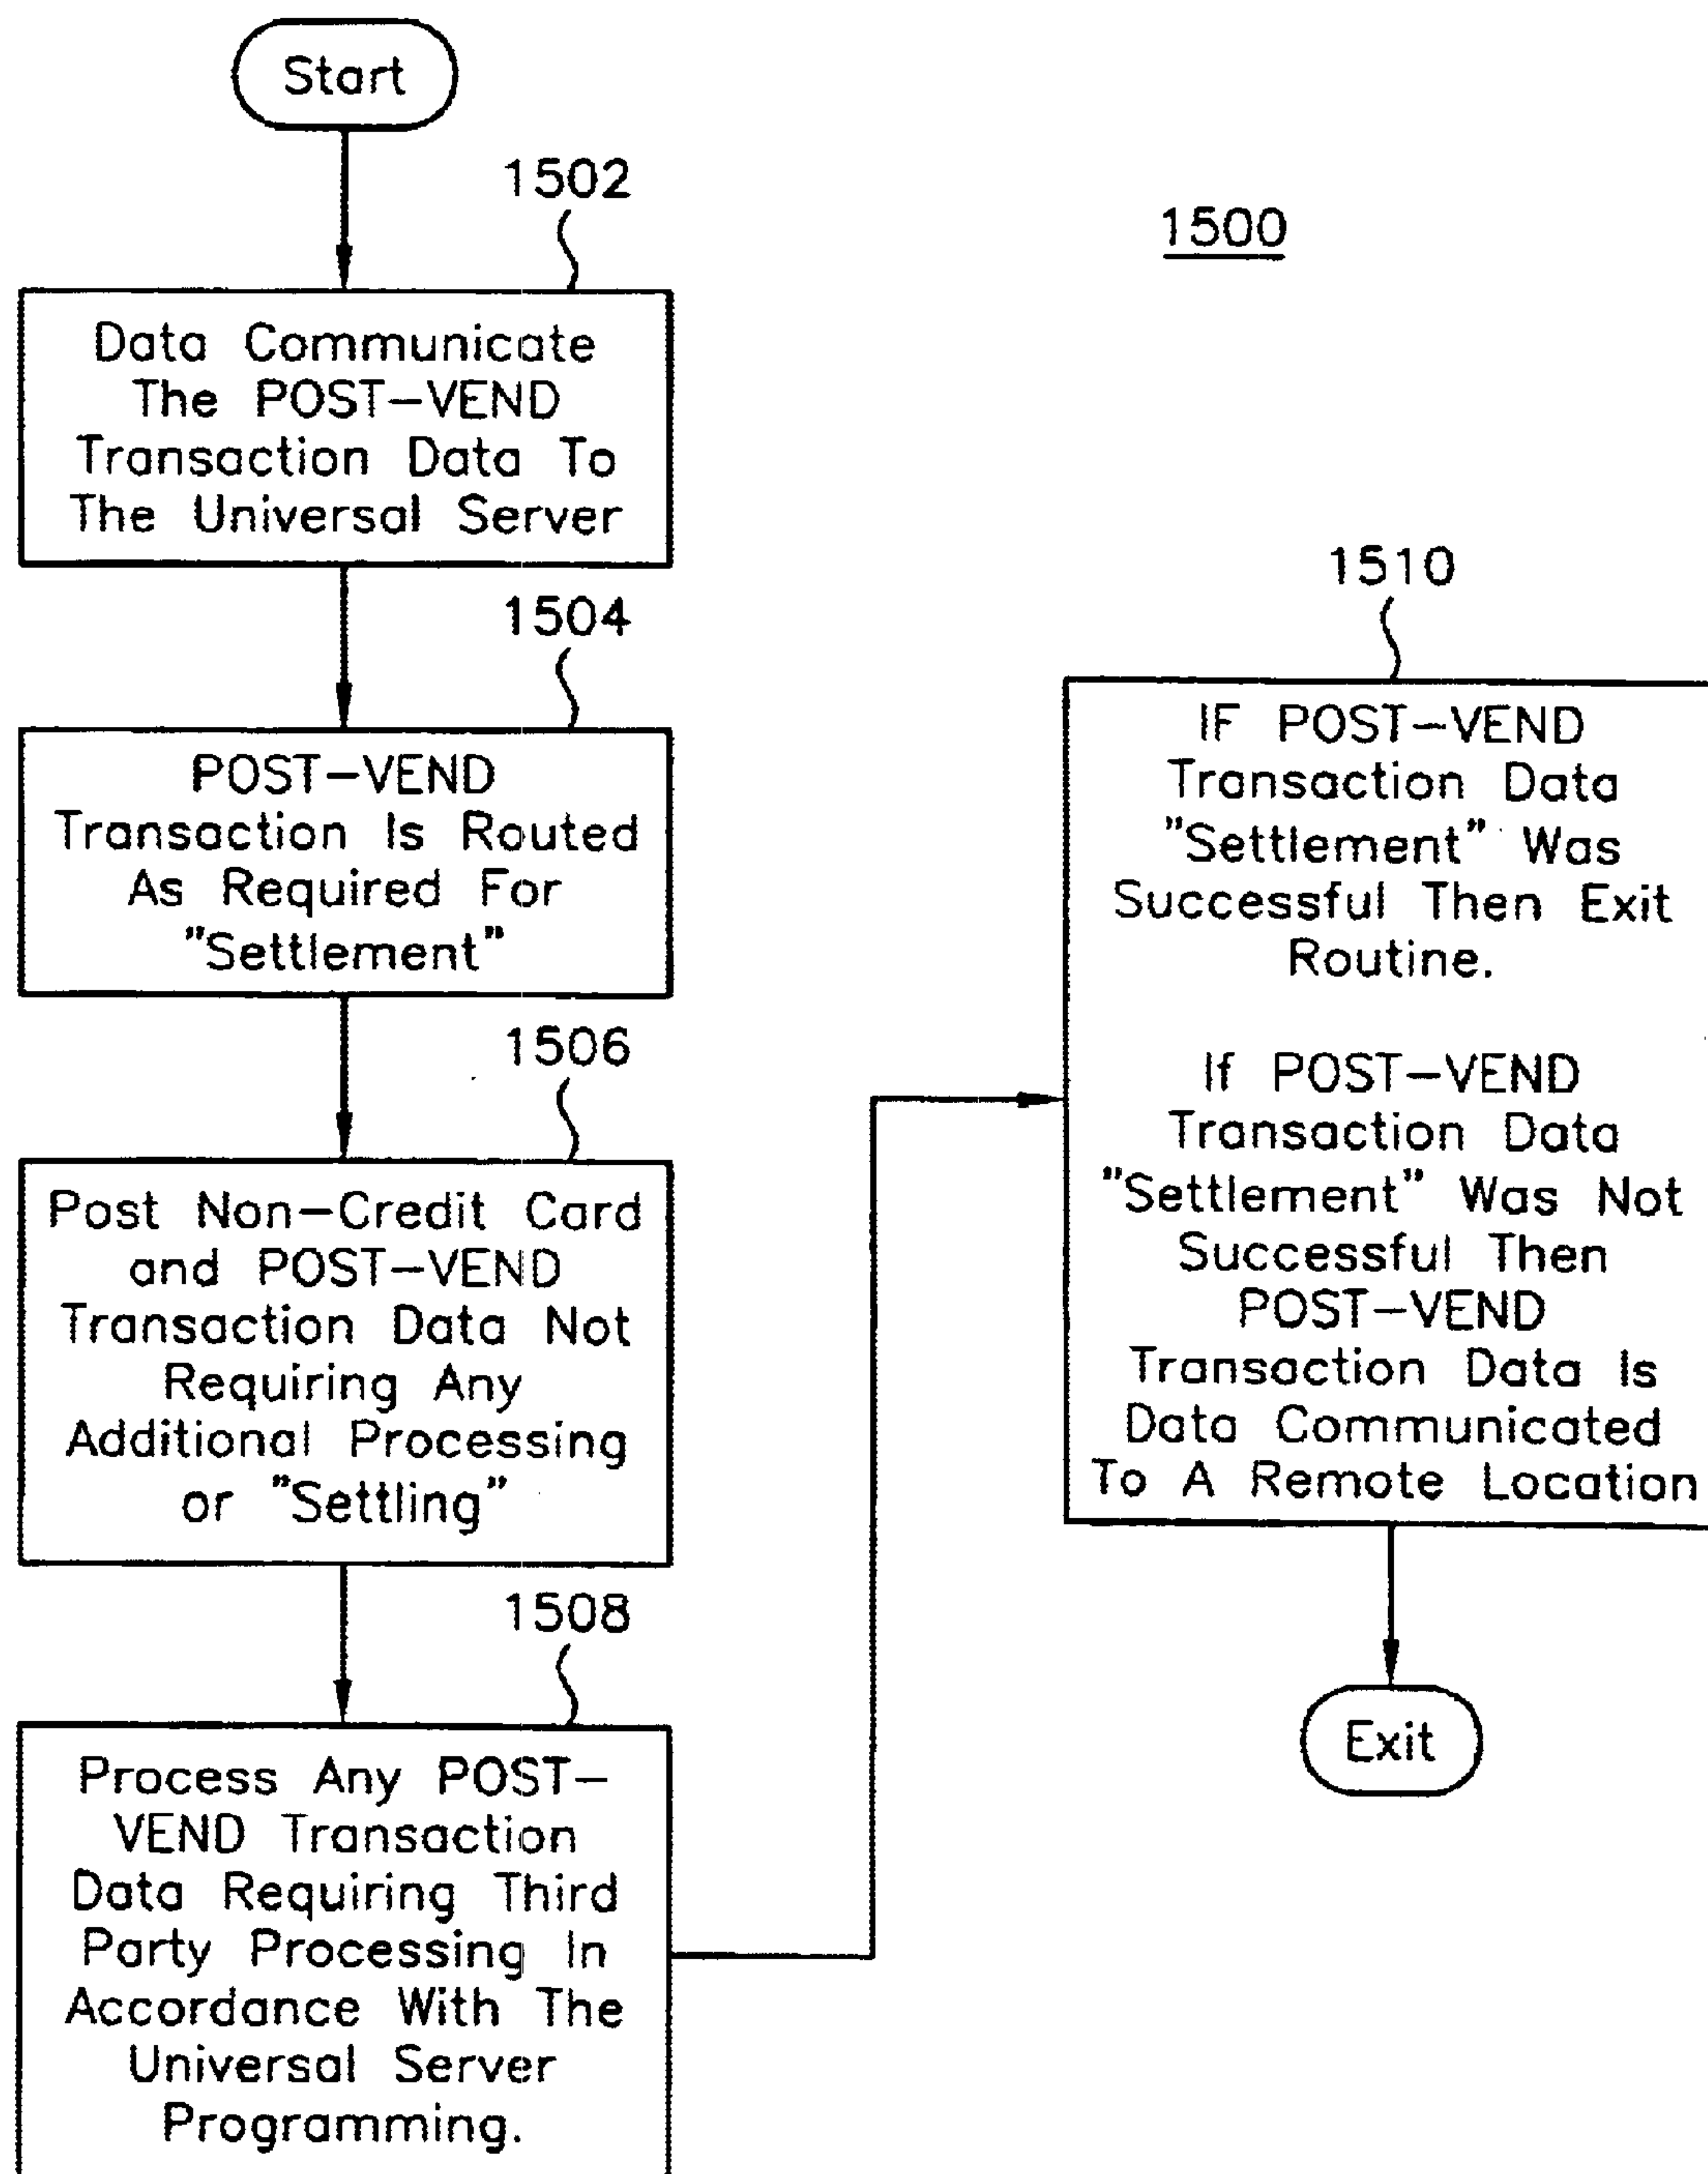 Start
1502
1500
Data Communicate
The POST-VEND
Transaction Data To
The Universal Server
1504
POST-VEND
Transaction Is Routed
As Required For
"Settlement"
1506
Post Non-Credit Card
and POST-VEND
Transaction Data Not
Requiring Any
Additional Processing
or "Settling"
1508
Process Any POST-
VEND Transaction
Data Requiring Third
Party Processing In
Accordance With The
Universal Server
Programming.
1510
IF POST-VEND
Transaction Data
"Settlement" Was
Successful Then Exit
Routine.
If POST-VEND
Transaction Data
"Settlement" Was Not
Successful Then
POST-VEND
Transaction Data Is
Data Communicated
To A Remote Location
Exit